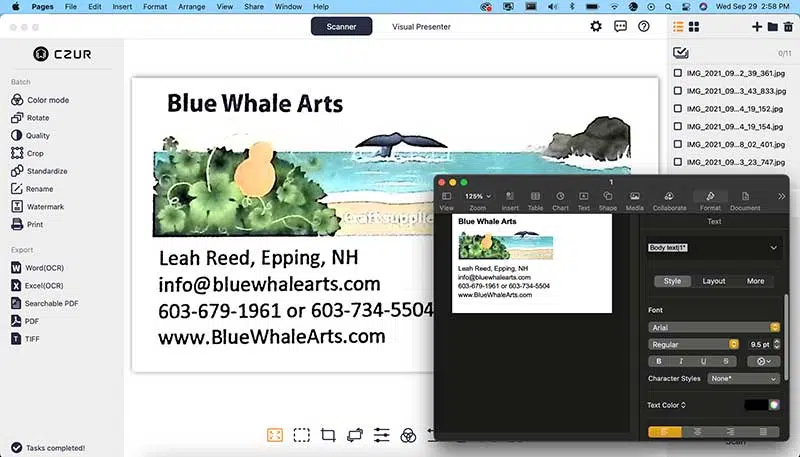 Pages File Edit Insert Format Arrange View Share Window Help
Wed Sep 29 2:58 PM
Scanner Visual Presenter
CZUR
Batch
Color mode
Rotate
Quality
Crop
Standardize
Rename
Watermark
Print
Export
Word(OCR)
Excel(OCR)
Searchable PDF
PDF
TIFF
Tasks completed!
Blue Whale Arts
Craft supplie
Leah Reed, Epping, NH
info@bluewhalearts.com
603-679-1961 or 603-734-5504
www.BlueWhaleArts.com
0/11
IMG_2021_09...2_39_361.jpg
IMG_2021_09...3_43_833.jpg
IMG_2021_09...4_19_152.jpg
IMG_2021_09...4_19_154.jpg
IMG_2021_09...8_02_401.jpg
IMG_2021_09...3_23_747.jpg
1
125%
View Zoom Insert Table Chart Text Shape Media Collaborate Format Document
Blue Whale Arts
Leah Reed, Epping, NH
info@bluewhalearts.com
603-679-1961 or 603-734-5504
www.BlueWhaleArts.com
Text
Body text|1*
Style Layout More
Font
Arial
Regular 9.5 pt
B I U S
Character Styles None*
Text Color
Scan